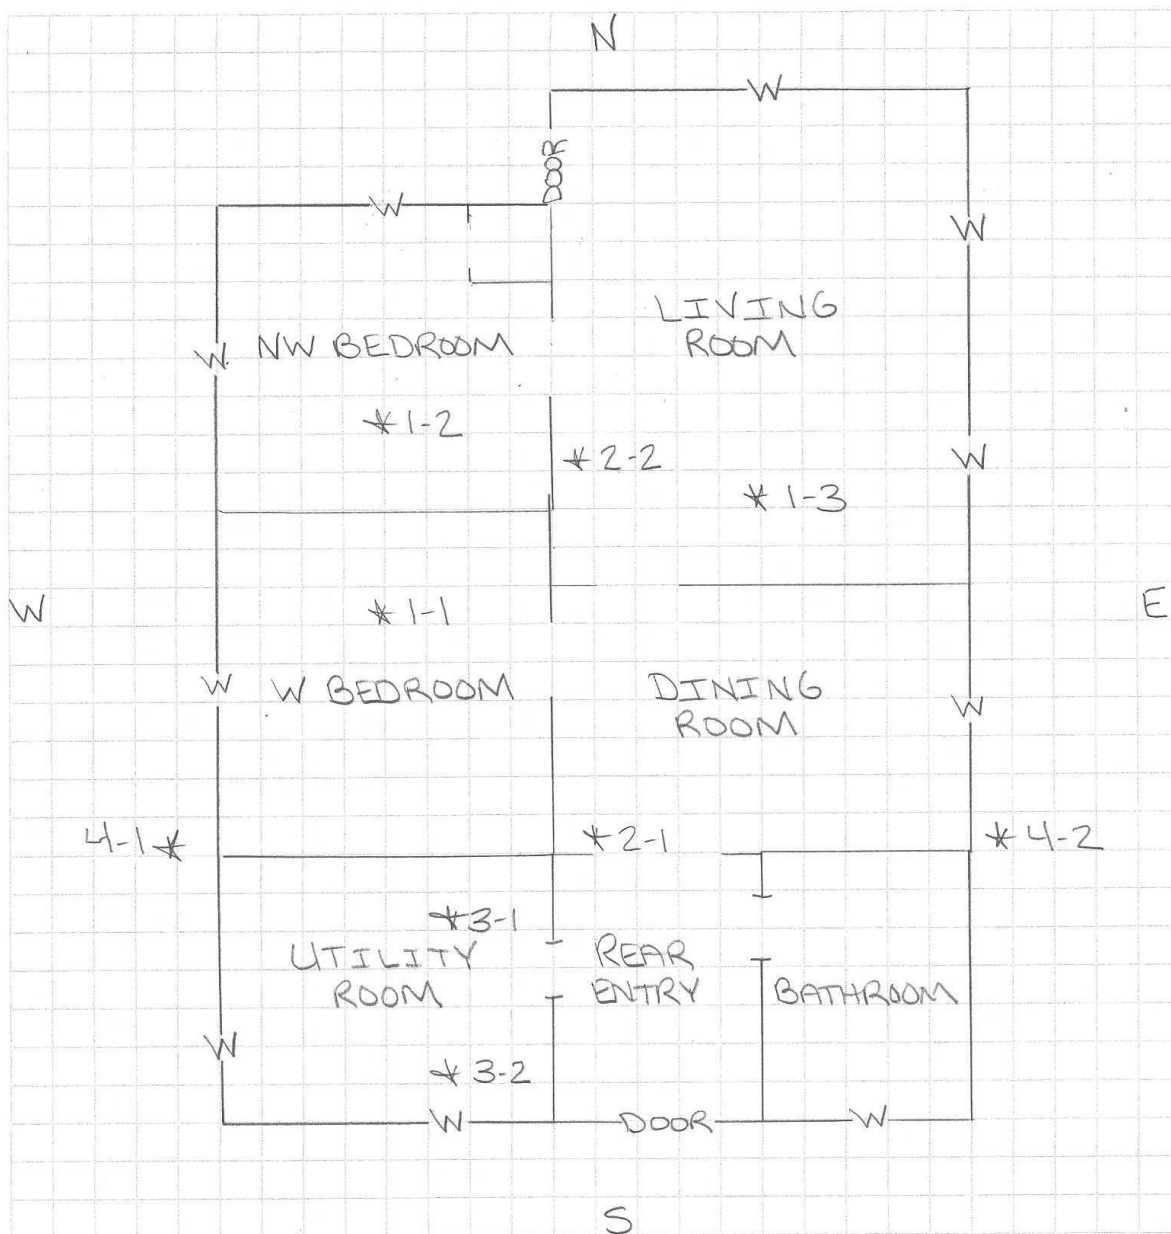 N
W
DOOR
W
W
LIVING
ROOM
NW BEDROOM
W
*1-2
*2-2
W
*1-3
W
*1-1
E
W
W BEDROOM
DINING
ROOM
W
4-1*
*2-1
*4-2
*3-1
UTILITY
ROOM
REAR
ENTRY
BATHROOM
W
*3-2
W
DOOR
W
S